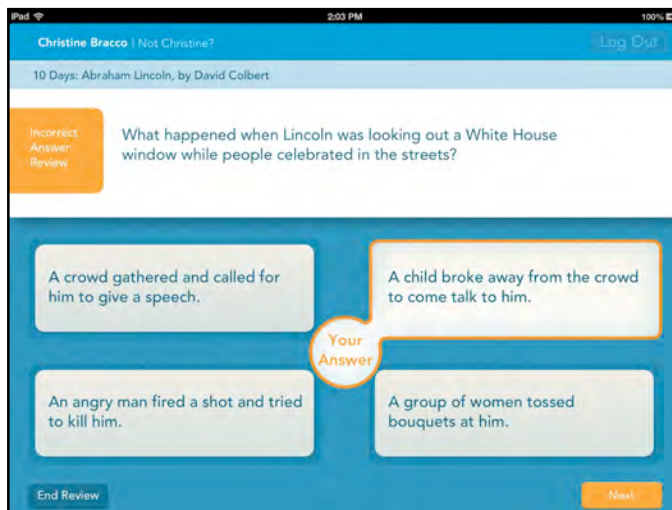 iPad 2:03 PM 100%
Christine Bracco | Not Christine? Log Out
10 Days: Abraham Lincoln, by David Colbert
Incorrect
Answer
Review
What happened when Lincoln was looking out a White House
window while people celebrated in the streets?
A crowd gathered and called for
him to give a speech.
A child broke away from the crowd
to come talk to him.
Your
Answer
An angry man fired a shot and tried
to kill him.
A group of women tossed
bouquets at him.
End Review
Next